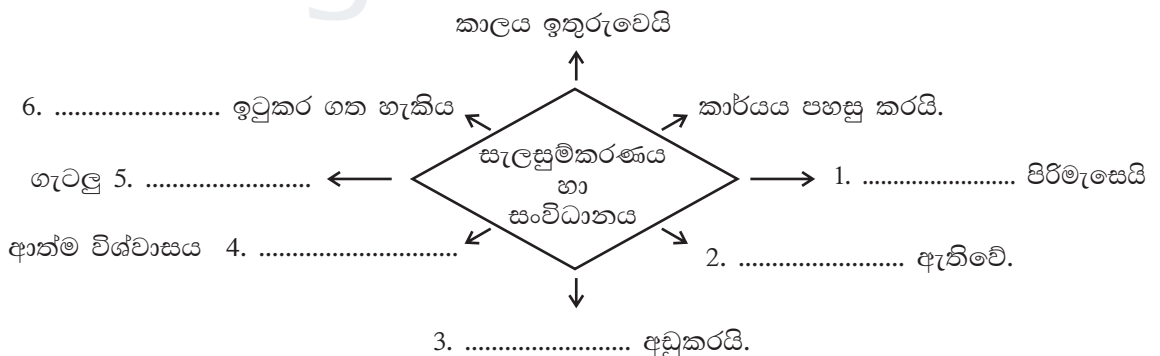 කාලය ඉතුරුවෙයි
6. ......................... ඉටුකර ගත හැකිය
කාර්යය පහසු කරයි.
සැලසුම්කරණය
හා
සංවිධානය
ගැටලු 5. .........................
1. ....................... පිරිමැසෙයි
ආත්ම විශ්වාසය 4. ..............................
2. ......................... ඇතිවේ.
3. ......................... අඩුකරයි.